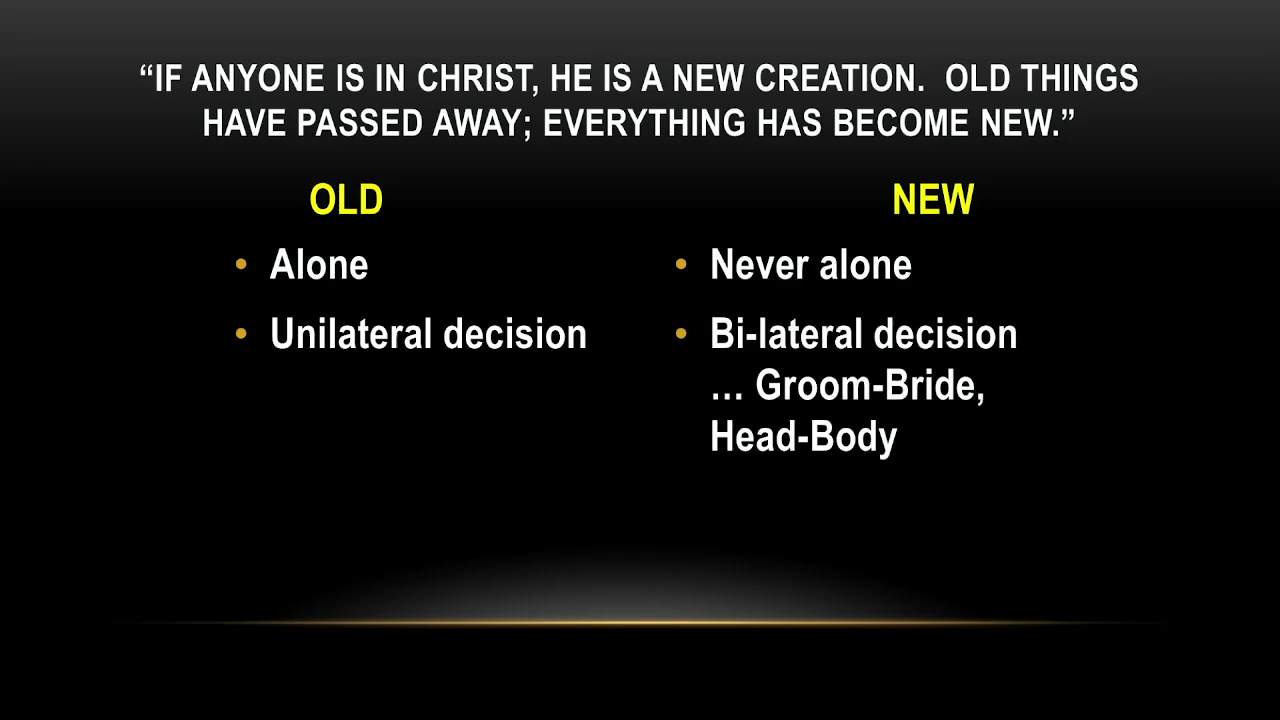 “IF ANYONE IS IN CHRIST, HE IS A NEW CREATION.  OLD THINGS
HAVE PASSED AWAY; EVERYTHING HAS BECOME NEW.”
OLD
• Alone
• Unilateral decision
NEW
• Never alone
• Bi-lateral decision
… Groom-Bride,
Head-Body